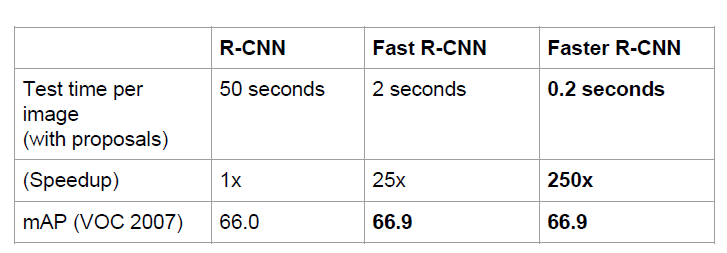 R-CNN Fast R-CNN Faster R-CNN
Test time per 50 seconds 2 seconds 0.2 seconds
image
(with proposals)
(Speedup) 1x 25x 250x
mAP (VOC 2007) 66.0 66.9 66.9